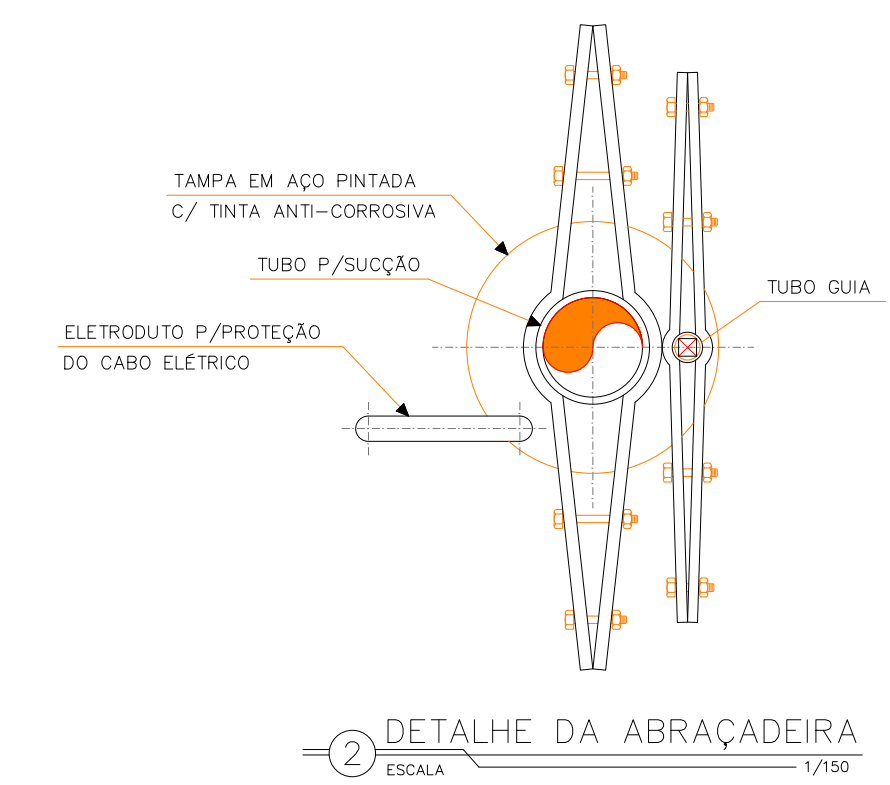 TAMPA EM AÇO PINTADA
C/ TINTA ANTI-CORROSIVA
TUBO P/SUCÇÃO
TUBO GUIA
ELETRODUTO P/PROTEÇÃO
DO CABO ELÉTRICO
2
DETALHE DA ABRAÇADEIRA
ESCALA
1/150